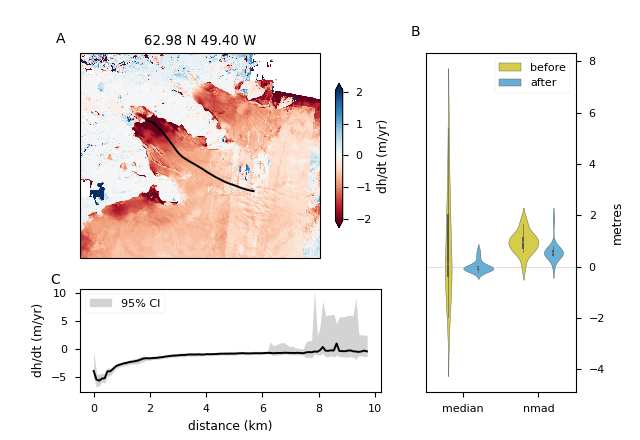 A
62.98 N 49.40 W
2
1
0
−1
−2
dh/dt (m/yr)
B
before
after
8
6
4
2
0
−2
−4
metres
median
nmad
C
95% CI
10
5
0
−5
dh/dt (m/yr)
0
2
4
6
8
10
distance (km)